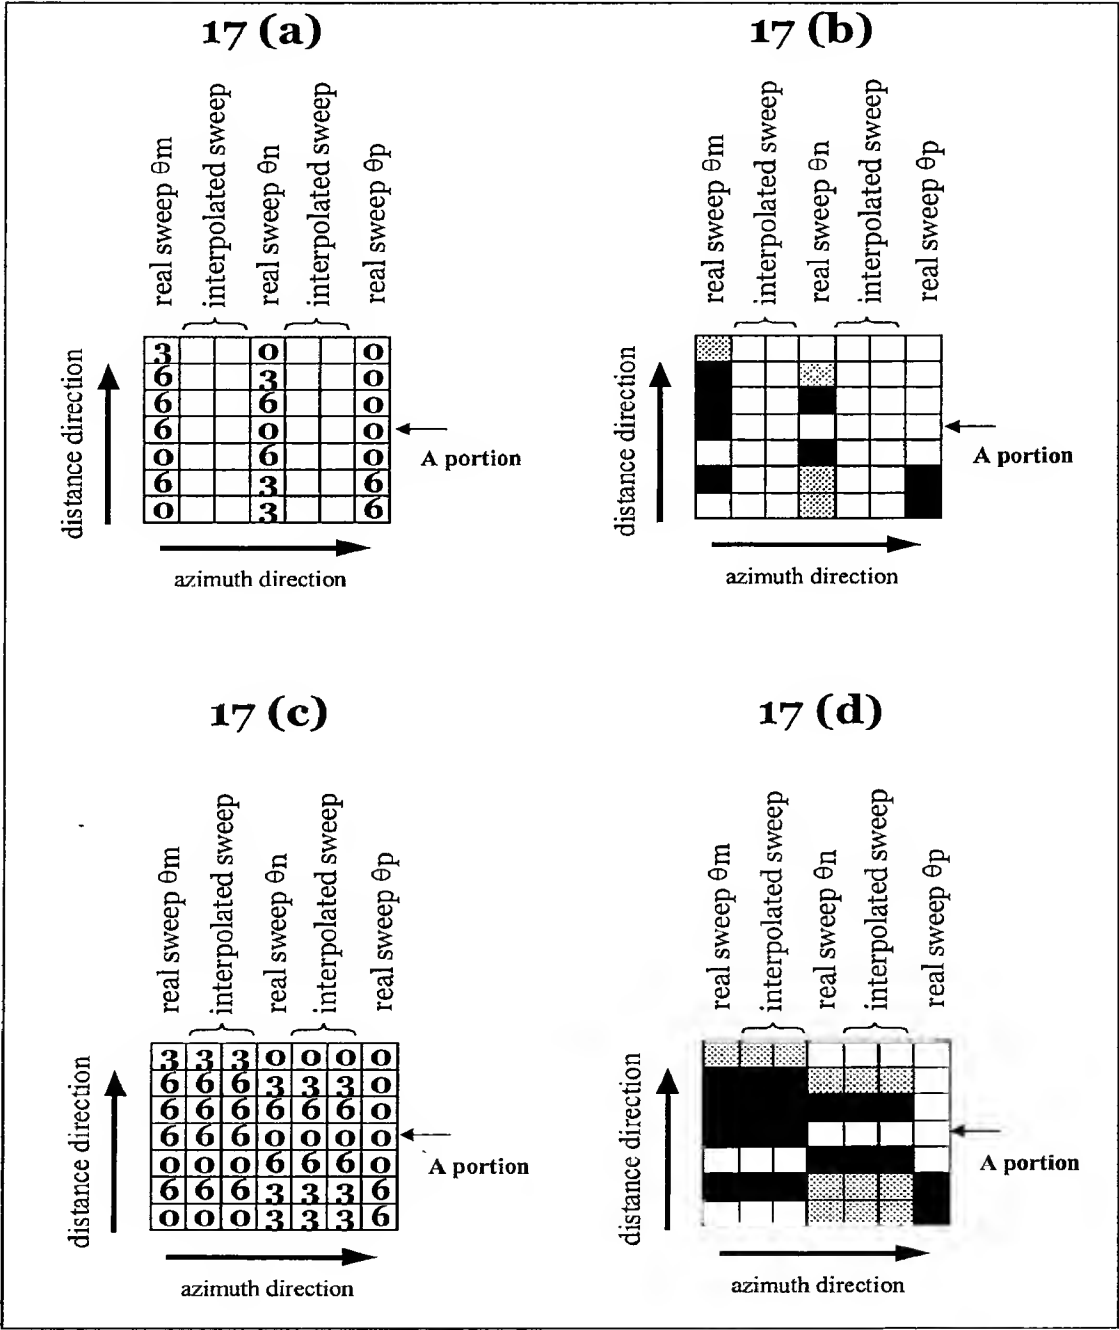 17 (a)
real sweep θm
interpolated sweep
real sweep θn
interpolated sweep
real sweep θp
3 0 0
6 3 0
6 6 0
6 0 0
0 6 0
6 3 6
0 3 6
distance direction
A portion
azimuth direction
17 (b)
real sweep θm
interpolated sweep
real sweep θn
interpolated sweep
real sweep θp
distance direction
A portion
azimuth direction
17 (c)
real sweep θm
interpolated sweep
real sweep θn
interpolated sweep
real sweep θp
3 3 3 0 0 0 0
6 6 6 3 3 3 0
6 6 6 6 6 6 0
6 6 6 0 0 0 0
0 0 0 6 6 6 0
6 6 6 3 3 3 6
0 0 0 3 3 3 6
distance direction
A portion
azimuth direction
17 (d)
real sweep θm
interpolated sweep
real sweep θn
interpolated sweep
real sweep θp
distance direction
A portion
azimuth direction